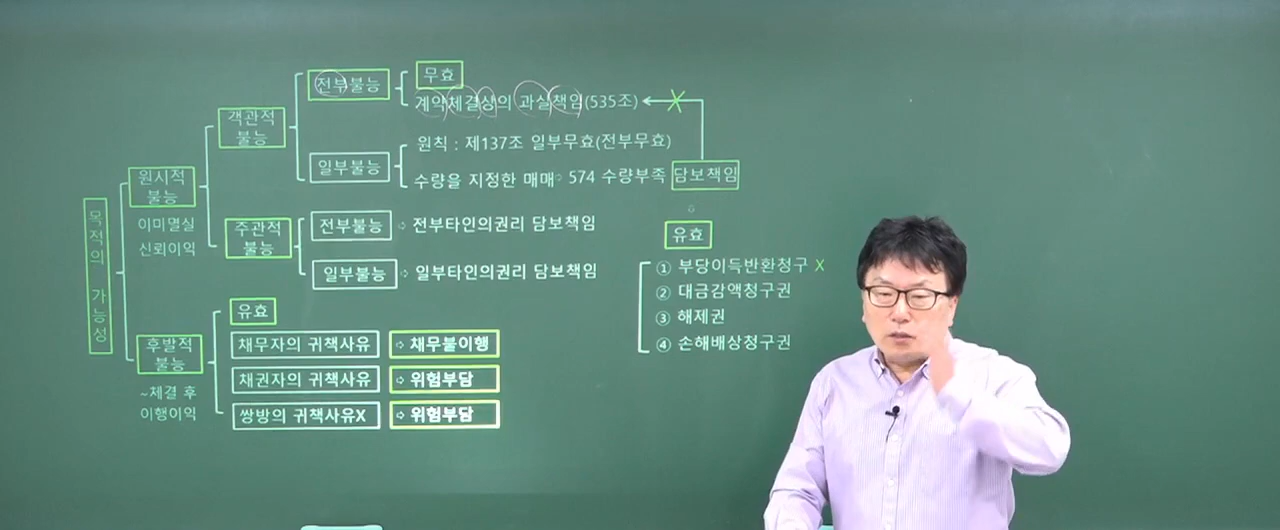 목적의 가능성
원시적
불능
이미멸실
신뢰이익
객관적
불능
전부불능
무효
계약체결상의 과실책임(535조)
일부불능
원칙 : 제137조 일부무효(전부무효)
수량을 지정한 매매⇨ 574 수량부족 담보책임
주관적
불능
전부불능 ⇨ 전부타인의권리 담보책임
일부불능 ⇨ 일부타인의권리 담보책임
유효
① 부당이득반환청구 X
② 대금감액청구권
③ 해제권
④ 손해배상청구권
후발적
불능
~체결 후
이행이익
유효
채무자의 귀책사유 ⇨ 채무불이행
채권자의 귀책사유 ⇨ 위험부담
쌍방의 귀책사유X ⇨ 위험부담